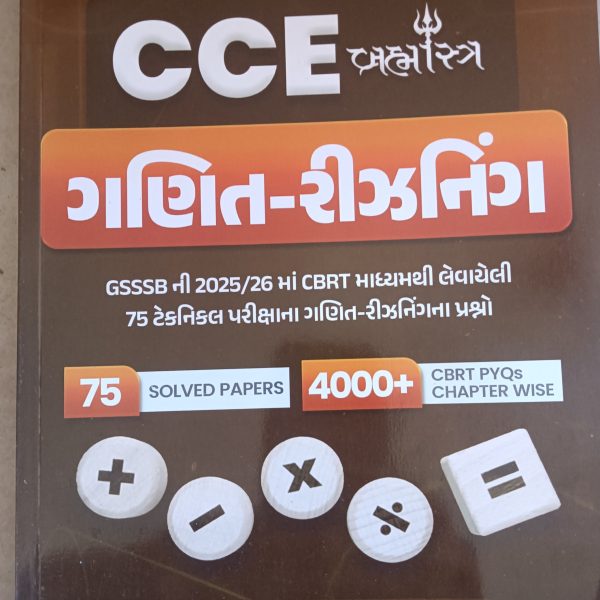 CCE બ્રહ્માસ્ત્ર
ગણિત-રીઝનિંગ
GSSSB ની 2025/26 માં CBRT માધ્યમથી લેવાયેલી
75 ટેકનિકલ પરીક્ષાના ગણિત-રીઝનિંગના પ્રશ્નો
75 SOLVED PAPERS
4000+ CBRT PYQs
CHAPTER WISE
+ - x ÷ =